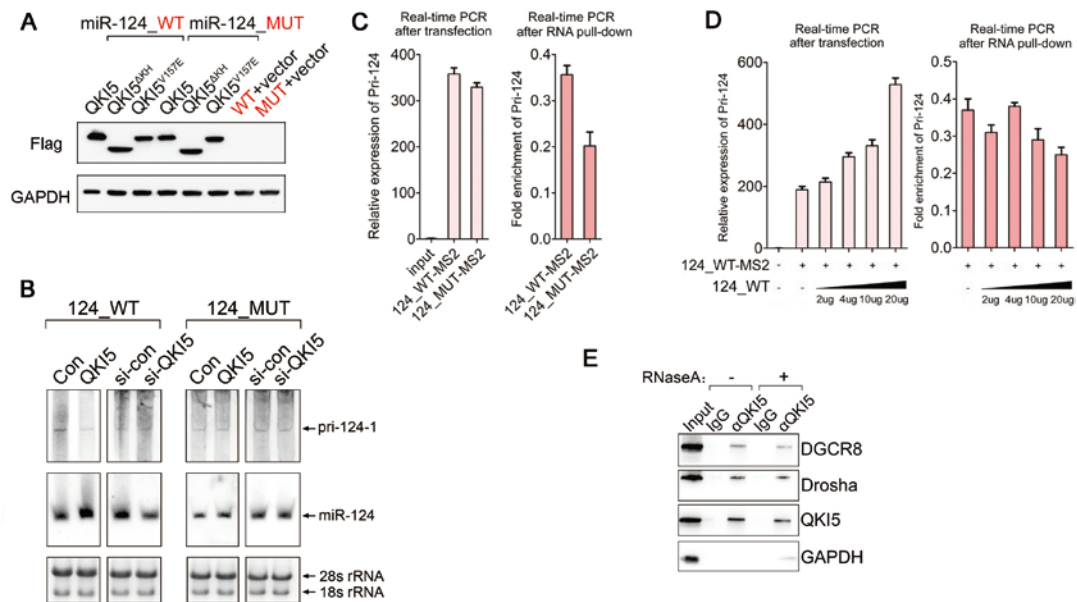 A
miR-124_WT miR-124_MUT
QKI5
QKI5ΔKH
QKI5V157E
QKI5
QKI5ΔKH
QKI5V157E
WT+vector
MUT+vector
Flag
GAPDH
B
124_WT 124_MUT
Con QKI5 si-con si-QKI5 Con QKI5 si-con si-QKI5
pri-124-1
miR-124
28s rRNA
18s rRNA
C
Real-time PCR
after transfection
Relative expression of Pri-124
400
300
200
100
0
input
124_WT-MS2
124_MUT-MS2
Real-time PCR
after RNA pull-down
Fold enrichment of Pri-124
0.4
0.3
0.2
0.1
0.0
124_WT-MS2
124_MUT-MS2
D
Real-time PCR
after transfection
Relative expression of Pri-124
600
400
200
0
Real-time PCR
after RNA pull-down
Fold enrichment of Pri-124
0.5
0.4
0.3
0.2
0.1
0.0
124_WT-MS2 - + + + + + + + + + +
124_WT - - 2ug 4ug 10ug 20ug - 2ug 4ug 10ug 20ug
E
RNaseA: - +
Input IgG αQKI5 IgG αQKI5
DGCR8
Drosha
QKI5
GAPDH